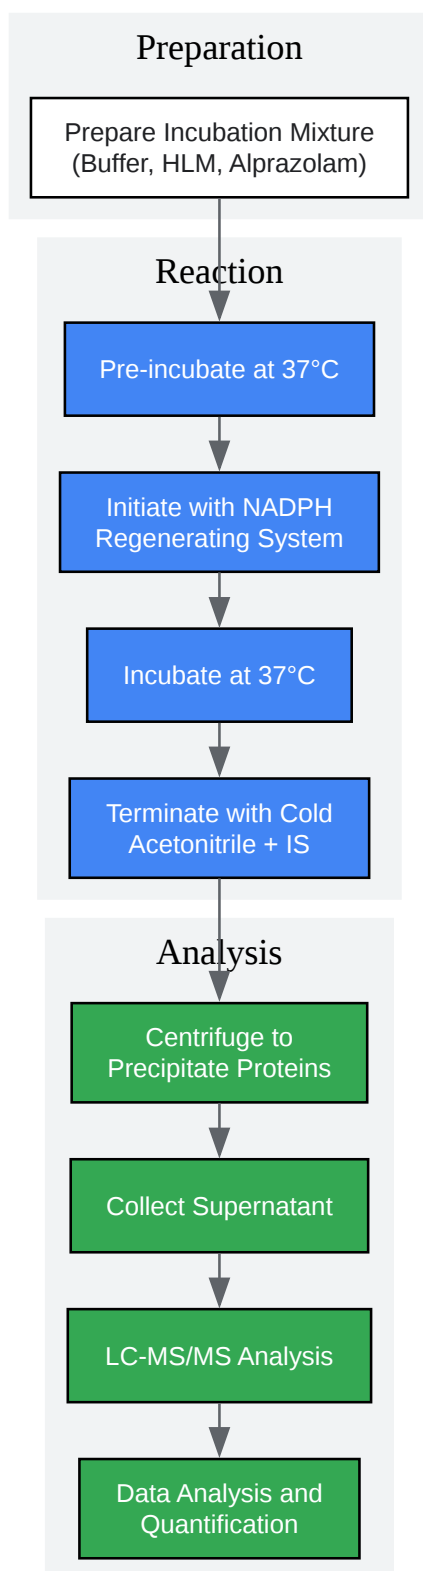 Preparation
Prepare Incubation Mixture
(Buffer, HLM, Alprazolam)
Reaction
Pre-incubate at 37°C
Initiate with NADPH
Regenerating System
Incubate at 37°C
Terminate with Cold
Acetonitrile + IS
Analysis
Centrifuge to
Precipitate Proteins
Collect Supernatant
LC-MS/MS Analysis
Data Analysis and
Quantification